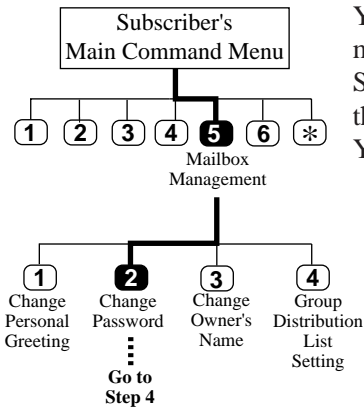 Subscriber's
Main Command Menu
1 2 3 4 5 6 *
Mailbox
Management
1 2 3 4
Change
Personal
Greeting
Change
Password
Change
Owner's
Name
Group
Distribution
List
Setting
Go to
Step 4